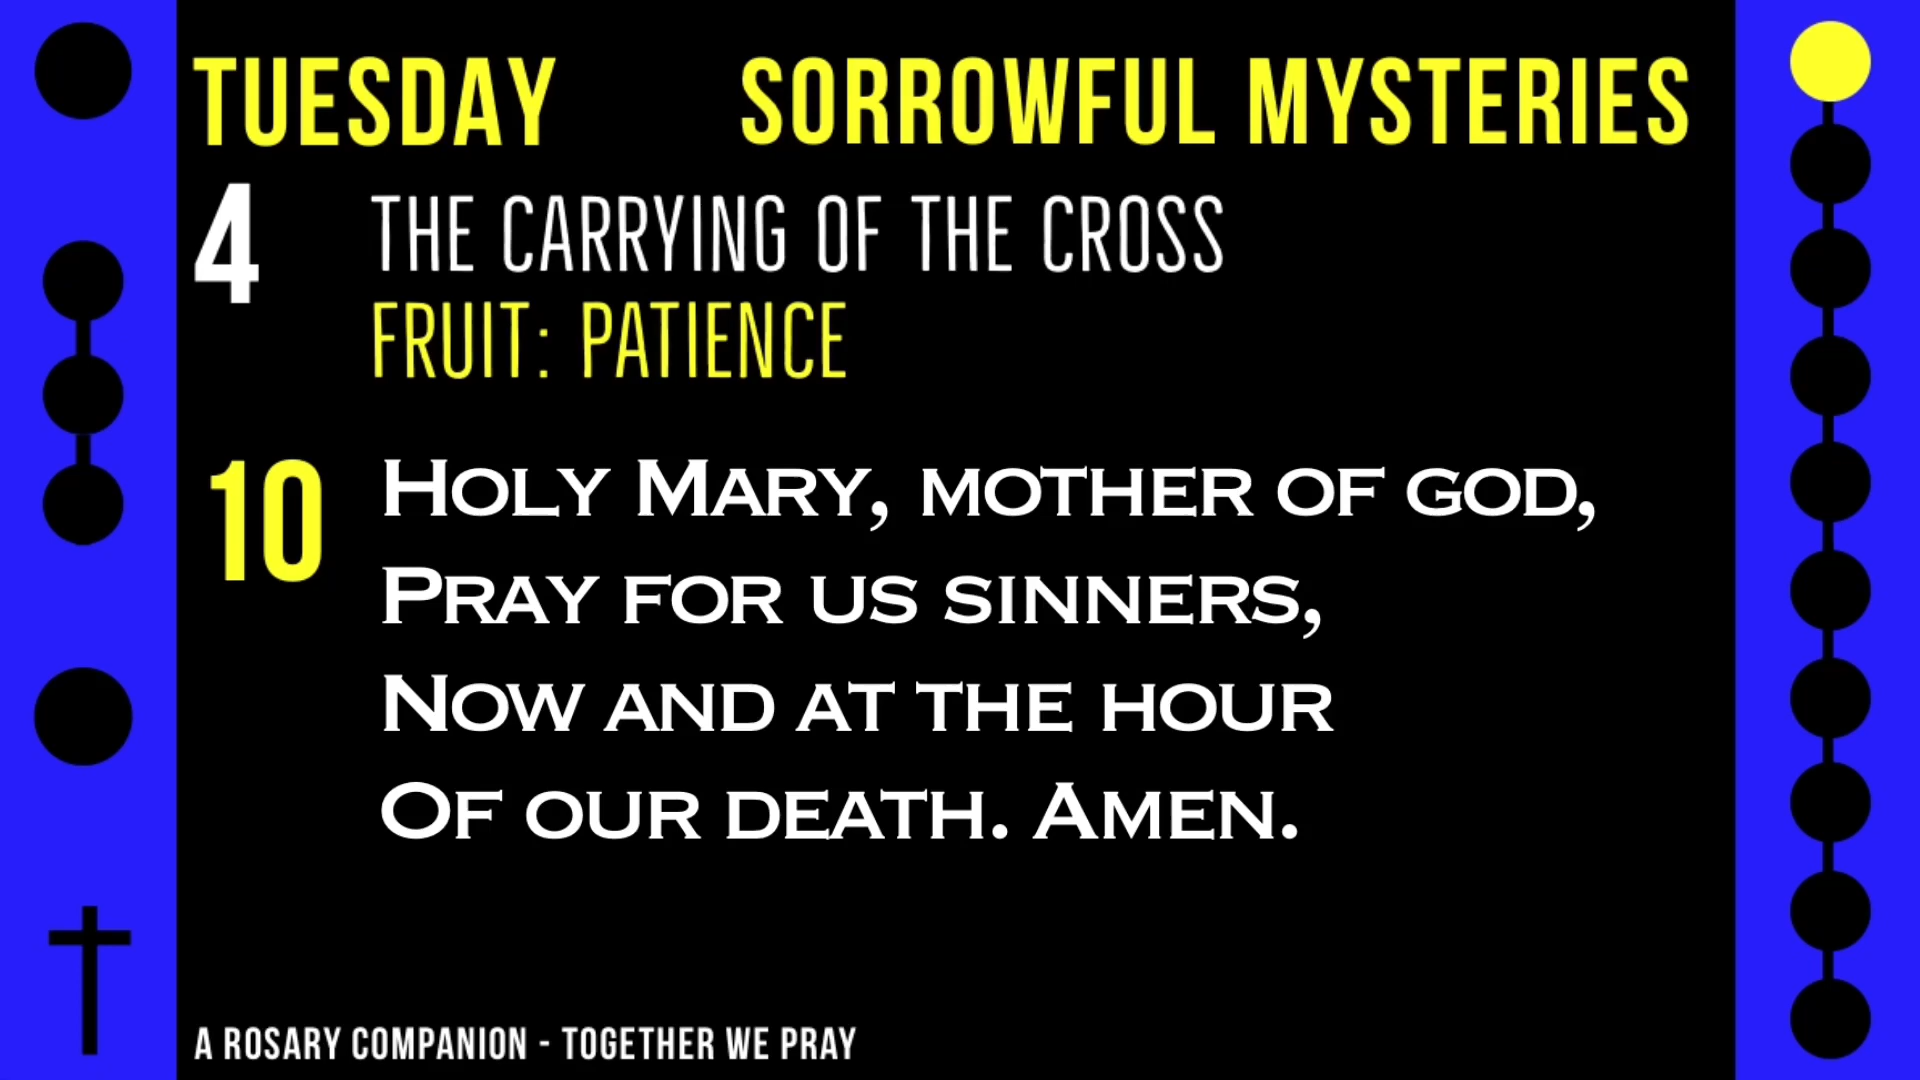 TUESDAY SORROWFUL MYSTERIES
4 THE CARRYING OF THE CROSS
FRUIT: PATIENCE
10 HOLY MARY, MOTHER OF GOD,
PRAY FOR US SINNERS,
NOW AND AT THE HOUR
OF OUR DEATH. AMEN.
A ROSARY COMPANION - TOGETHER WE PRAY